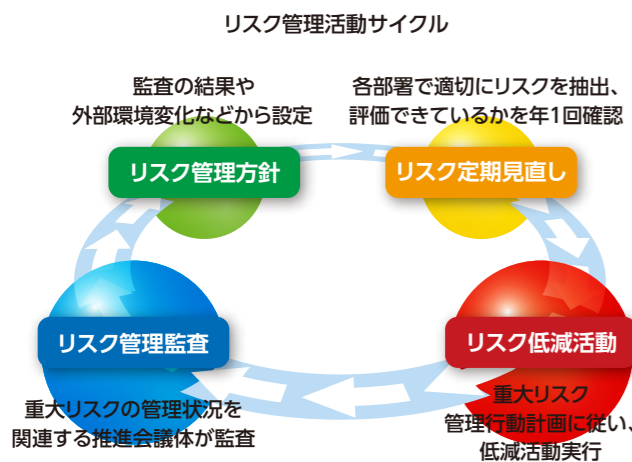 リスク管理活動サイクル
監査の結果や
外部環境変化などから設定
各部署で適切にリスクを抽出、
評価できているかを年1回確認
リスク管理方針
リスク定期見直し
リスク管理監査
リスク低減活動
重大リスクの管理状況を
関連する推進会議体が監査
重大リスク
管理行動計画に従い、
低減活動実行